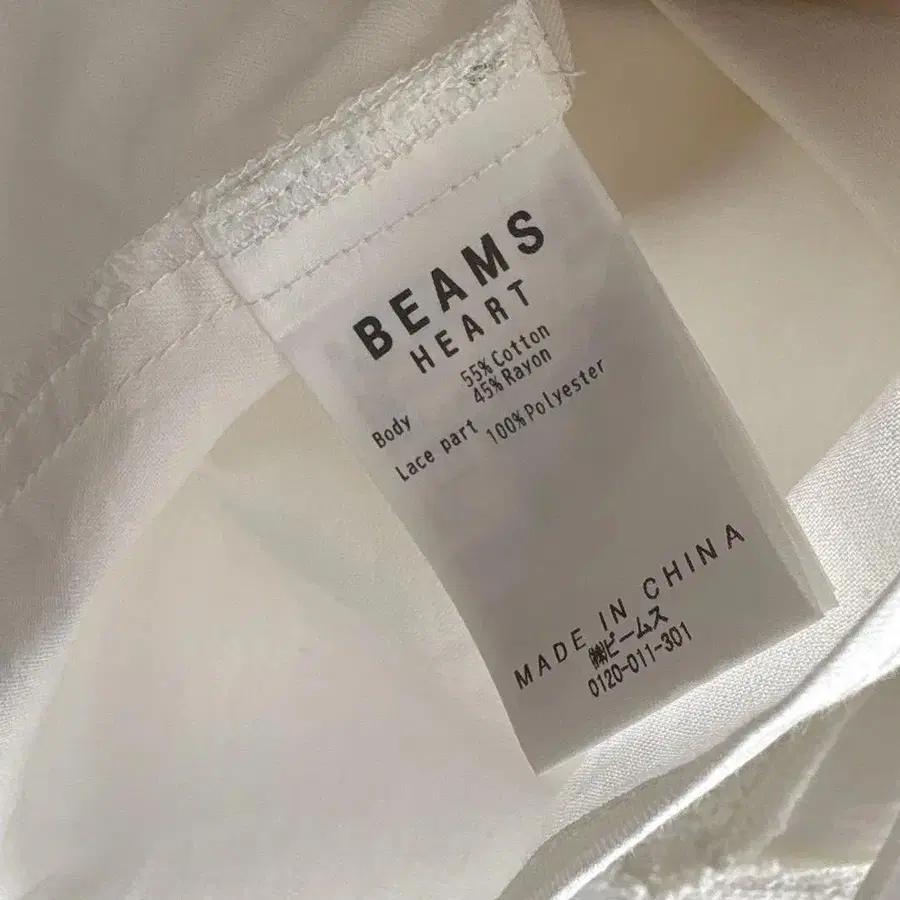 BEAMS
HEART
Body 55% Cotton
45% Rayon
Lace part 100% Polyester
MADE IN CHINA
㈱ビームス
0120-011-301